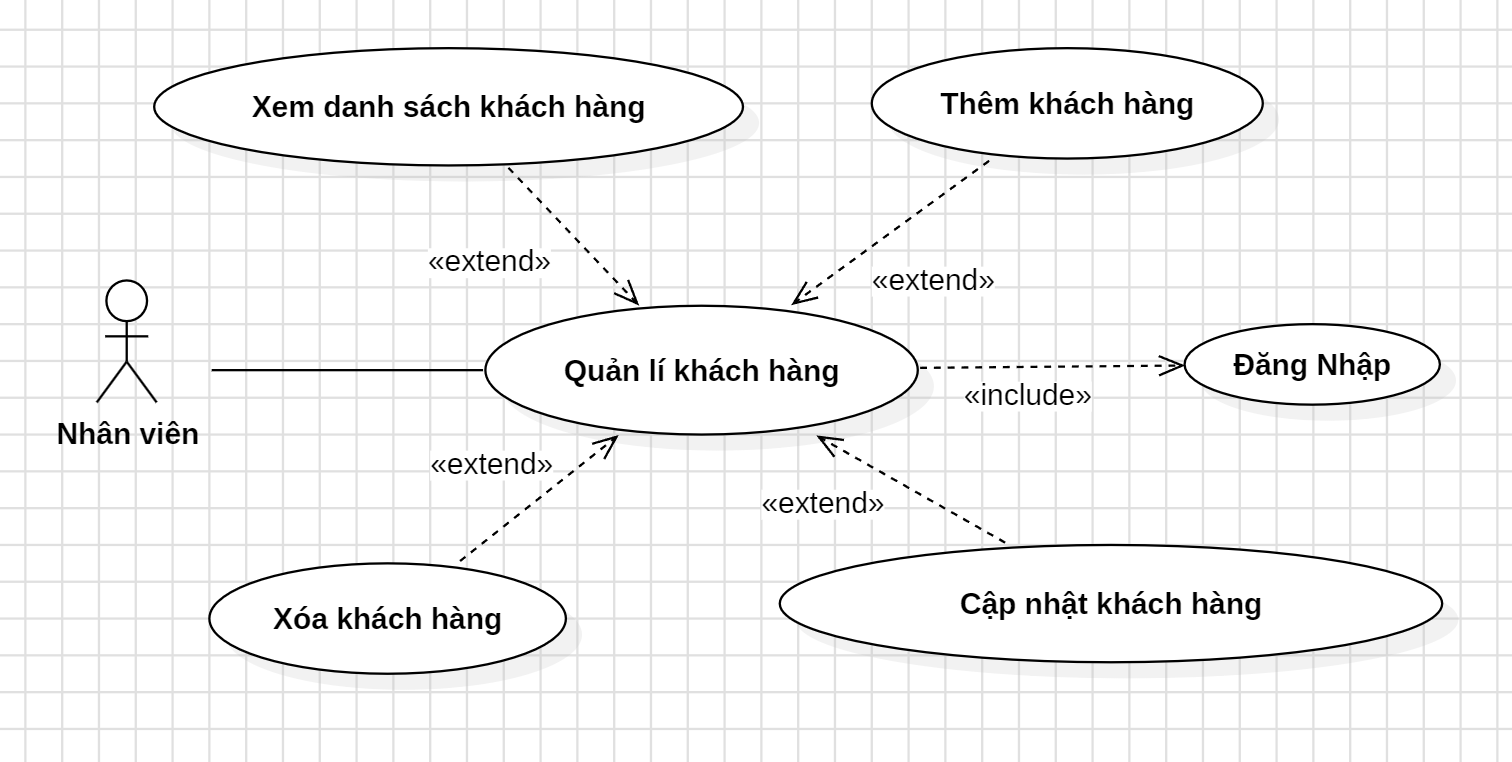 Xem danh sách khách hàng
Thêm khách hàng
«extend»
«extend»
Quản lí khách hàng
Đăng Nhập
«include»
Nhân viên
«extend»
«extend»
Xóa khách hàng
Cập nhật khách hàng